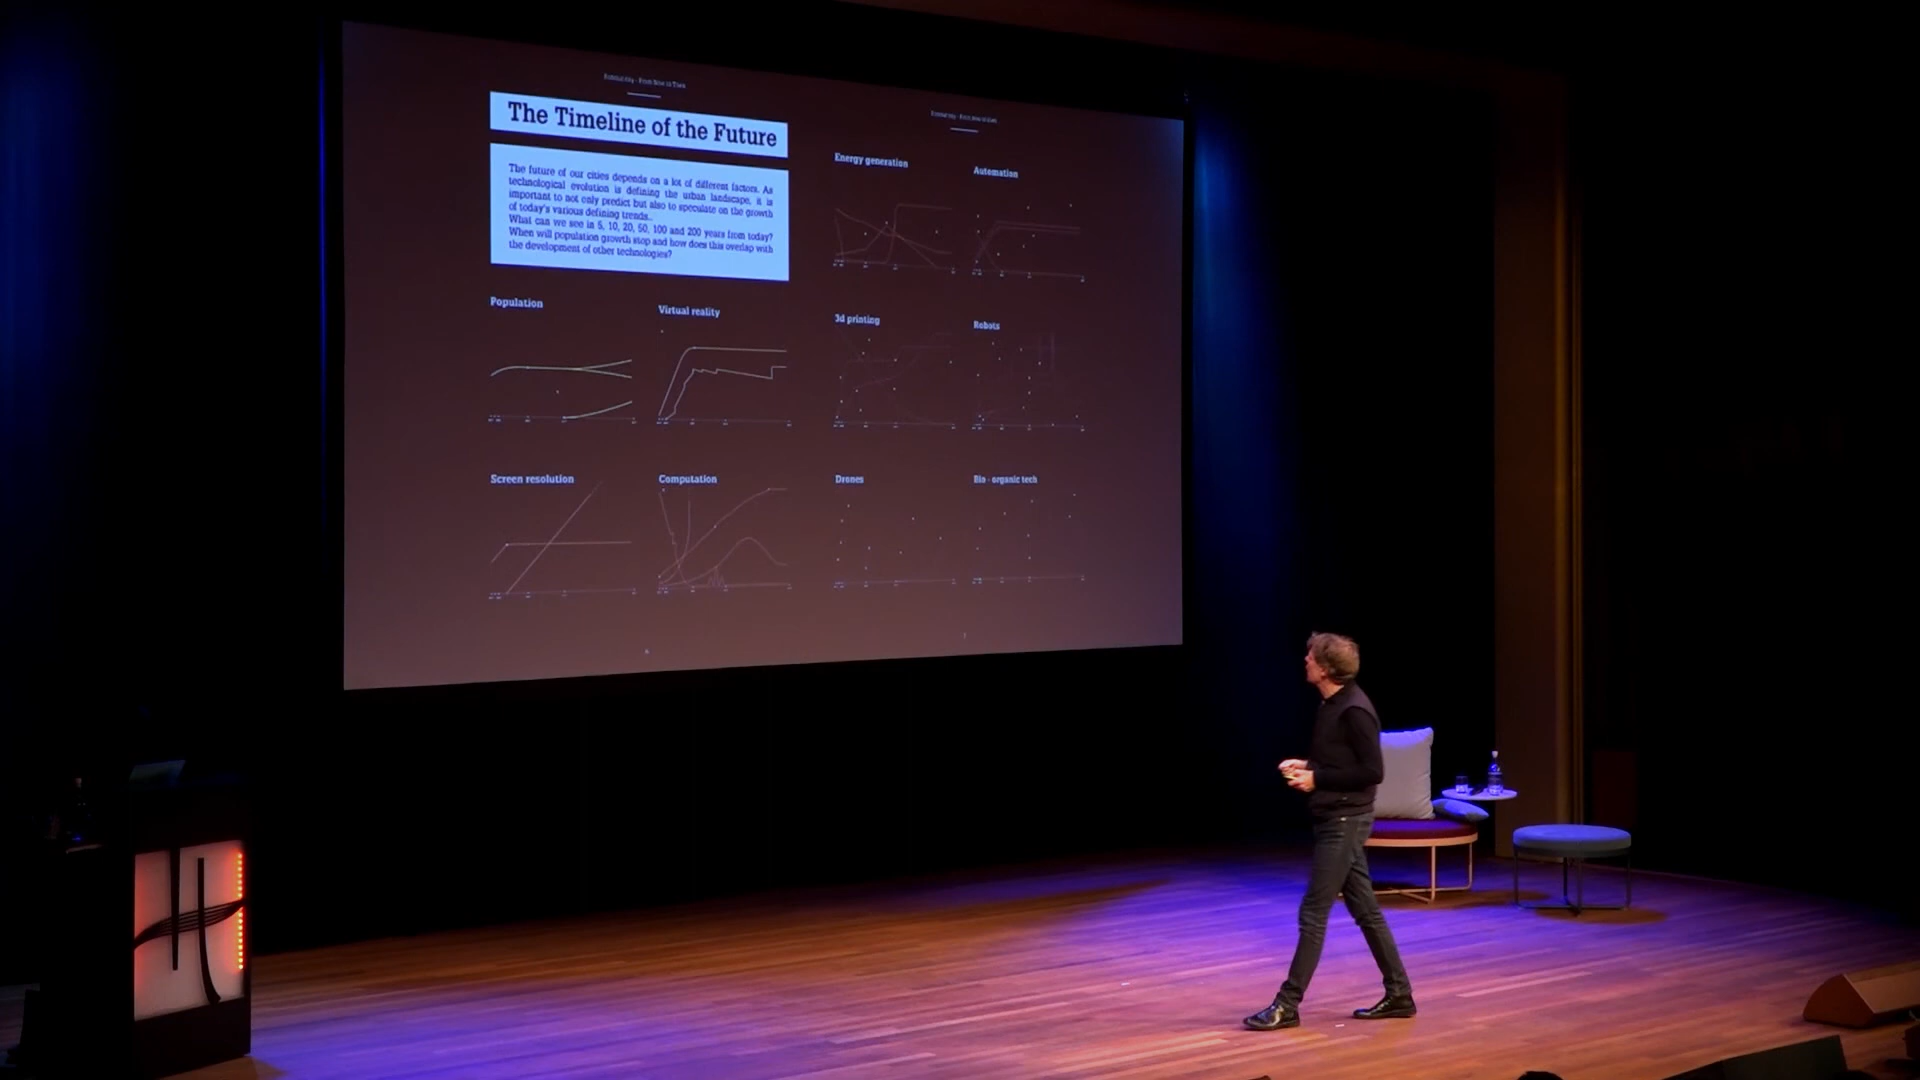 The Timeline of the Future
The future of our cities depends on a lot of different factors. As
technological evolution is defining the urban landscape, it is
important to not only predict but also to speculate on the growth
of today's various defining trends..
What can we see in 5, 10, 20, 50, 100 and 200 years from today?
When will population growth stop and how does this overlap with
the development of other technologies?
Population
Virtual reality
Screen resolution
Computation
Energy generation
Automation
3d printing
Robots
Drones
Bio - organic tech